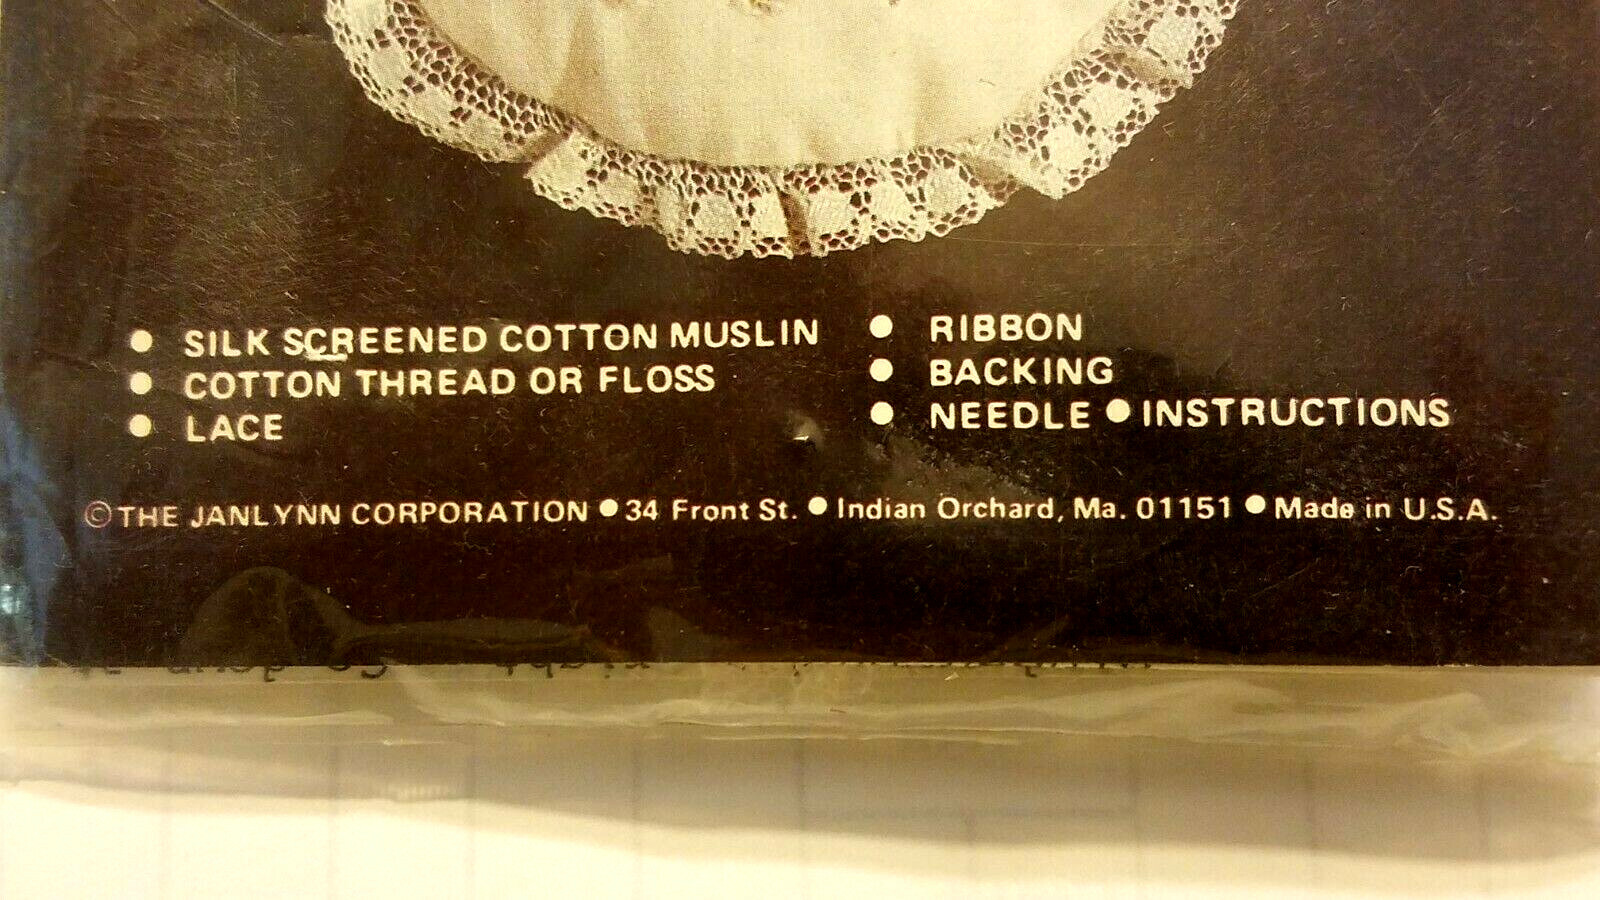 ● SILK SCREENED COTTON MUSLIN
● COTTON THREAD OR FLOSS
● LACE
● RIBBON
● BACKING
● NEEDLE ● INSTRUCTIONS
© THE JANLYNN CORPORATION ● 34 Front St. ● Indian Orchard, Ma. 01151 ● Made in U.S.A.